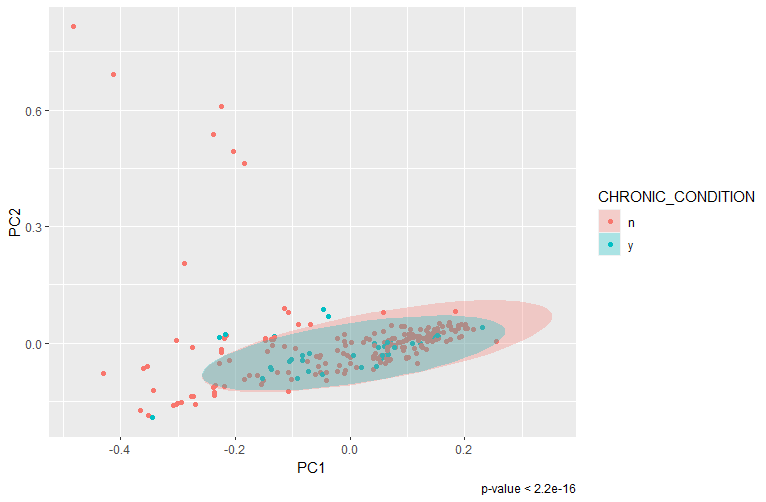 0.6
0.3
0.0
PC2
-0.4
-0.2
0.0
0.2
PC1
CHRONIC_CONDITION
n
y
p-value < 2.2e-16